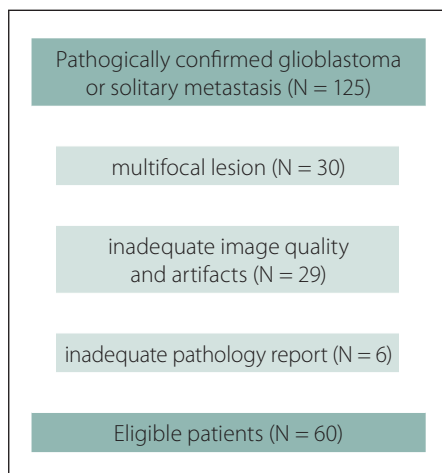 Pathogically confirmed glioblastoma
or solitary metastasis (N = 125)
multifocal lesion (N = 30)
inadequate image quality
and artifacts (N = 29)
inadequate pathology report (N = 6)
Eligible patients (N = 60)